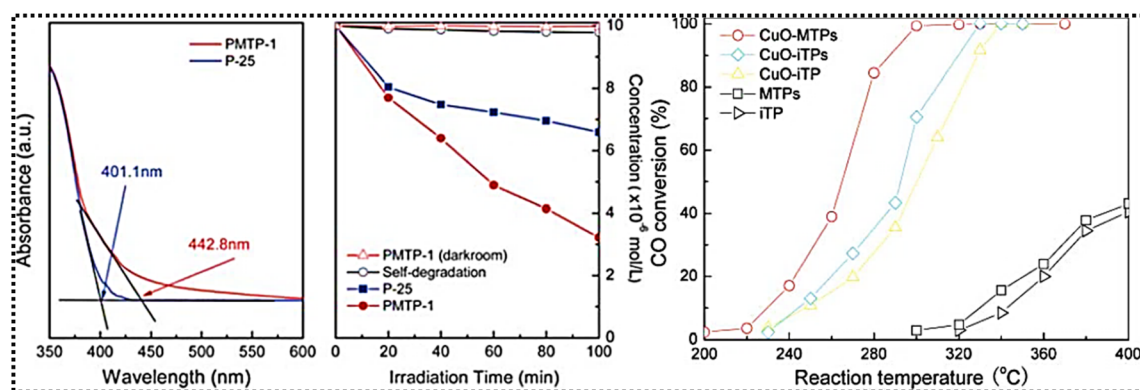 PMTP-1
P-25
401.1nm
442.8nm
Absorbance (a.u.)
350 400 450 500 550 600
Wavelength (nm)
PMTP-1 (darkroom)
Self-degradation
P-25
PMTP-1
0 20 40 60 80 100
Irradiation Time (min)
10
8
6
4
2
0
Concentration (x10⁻⁶ mol/L)
CuO-MTPs
CuO-iTPs
CuO-iTP
MTPs
iTP
100
80
60
40
20
0
CO conversion (%)
200 240 280 320 360 400
Reaction temperature (°C)